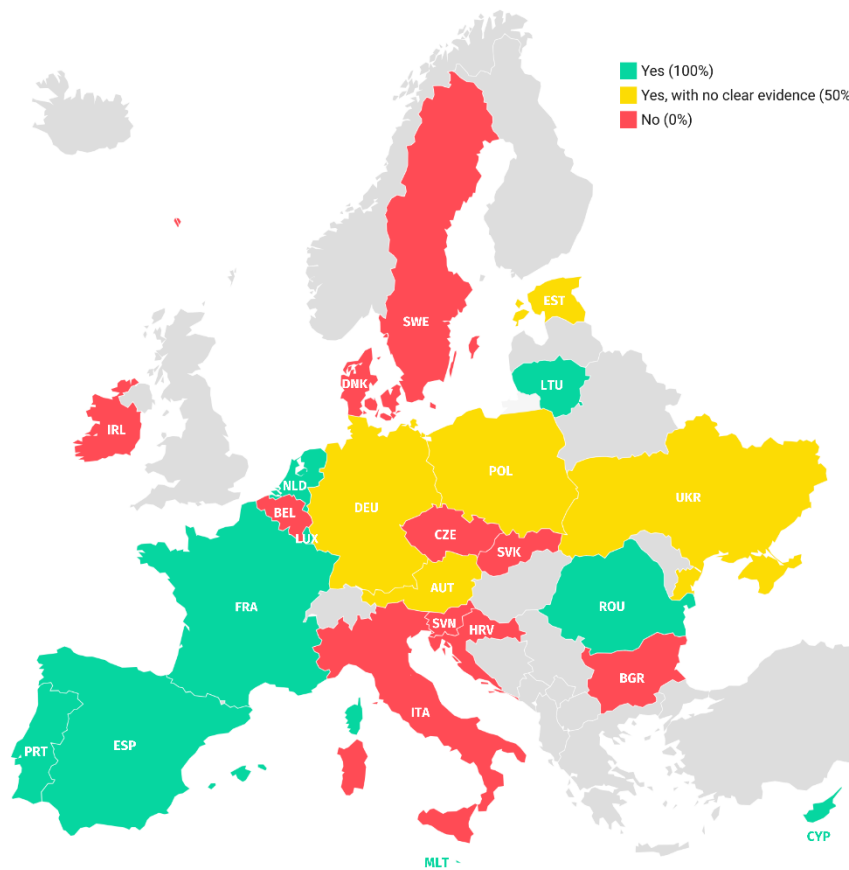 Yes (100%)
Yes, with no clear evidence (50%
No (0%)
SWE
EST
DNK
LTU
IRL
NLD
POL
BEL
DEU
UKR
LUX
CZE
SVK
AUT
FRA
ROU
SVN
HRV
BGR
ITA
PRT
ESP
CYP
MLT